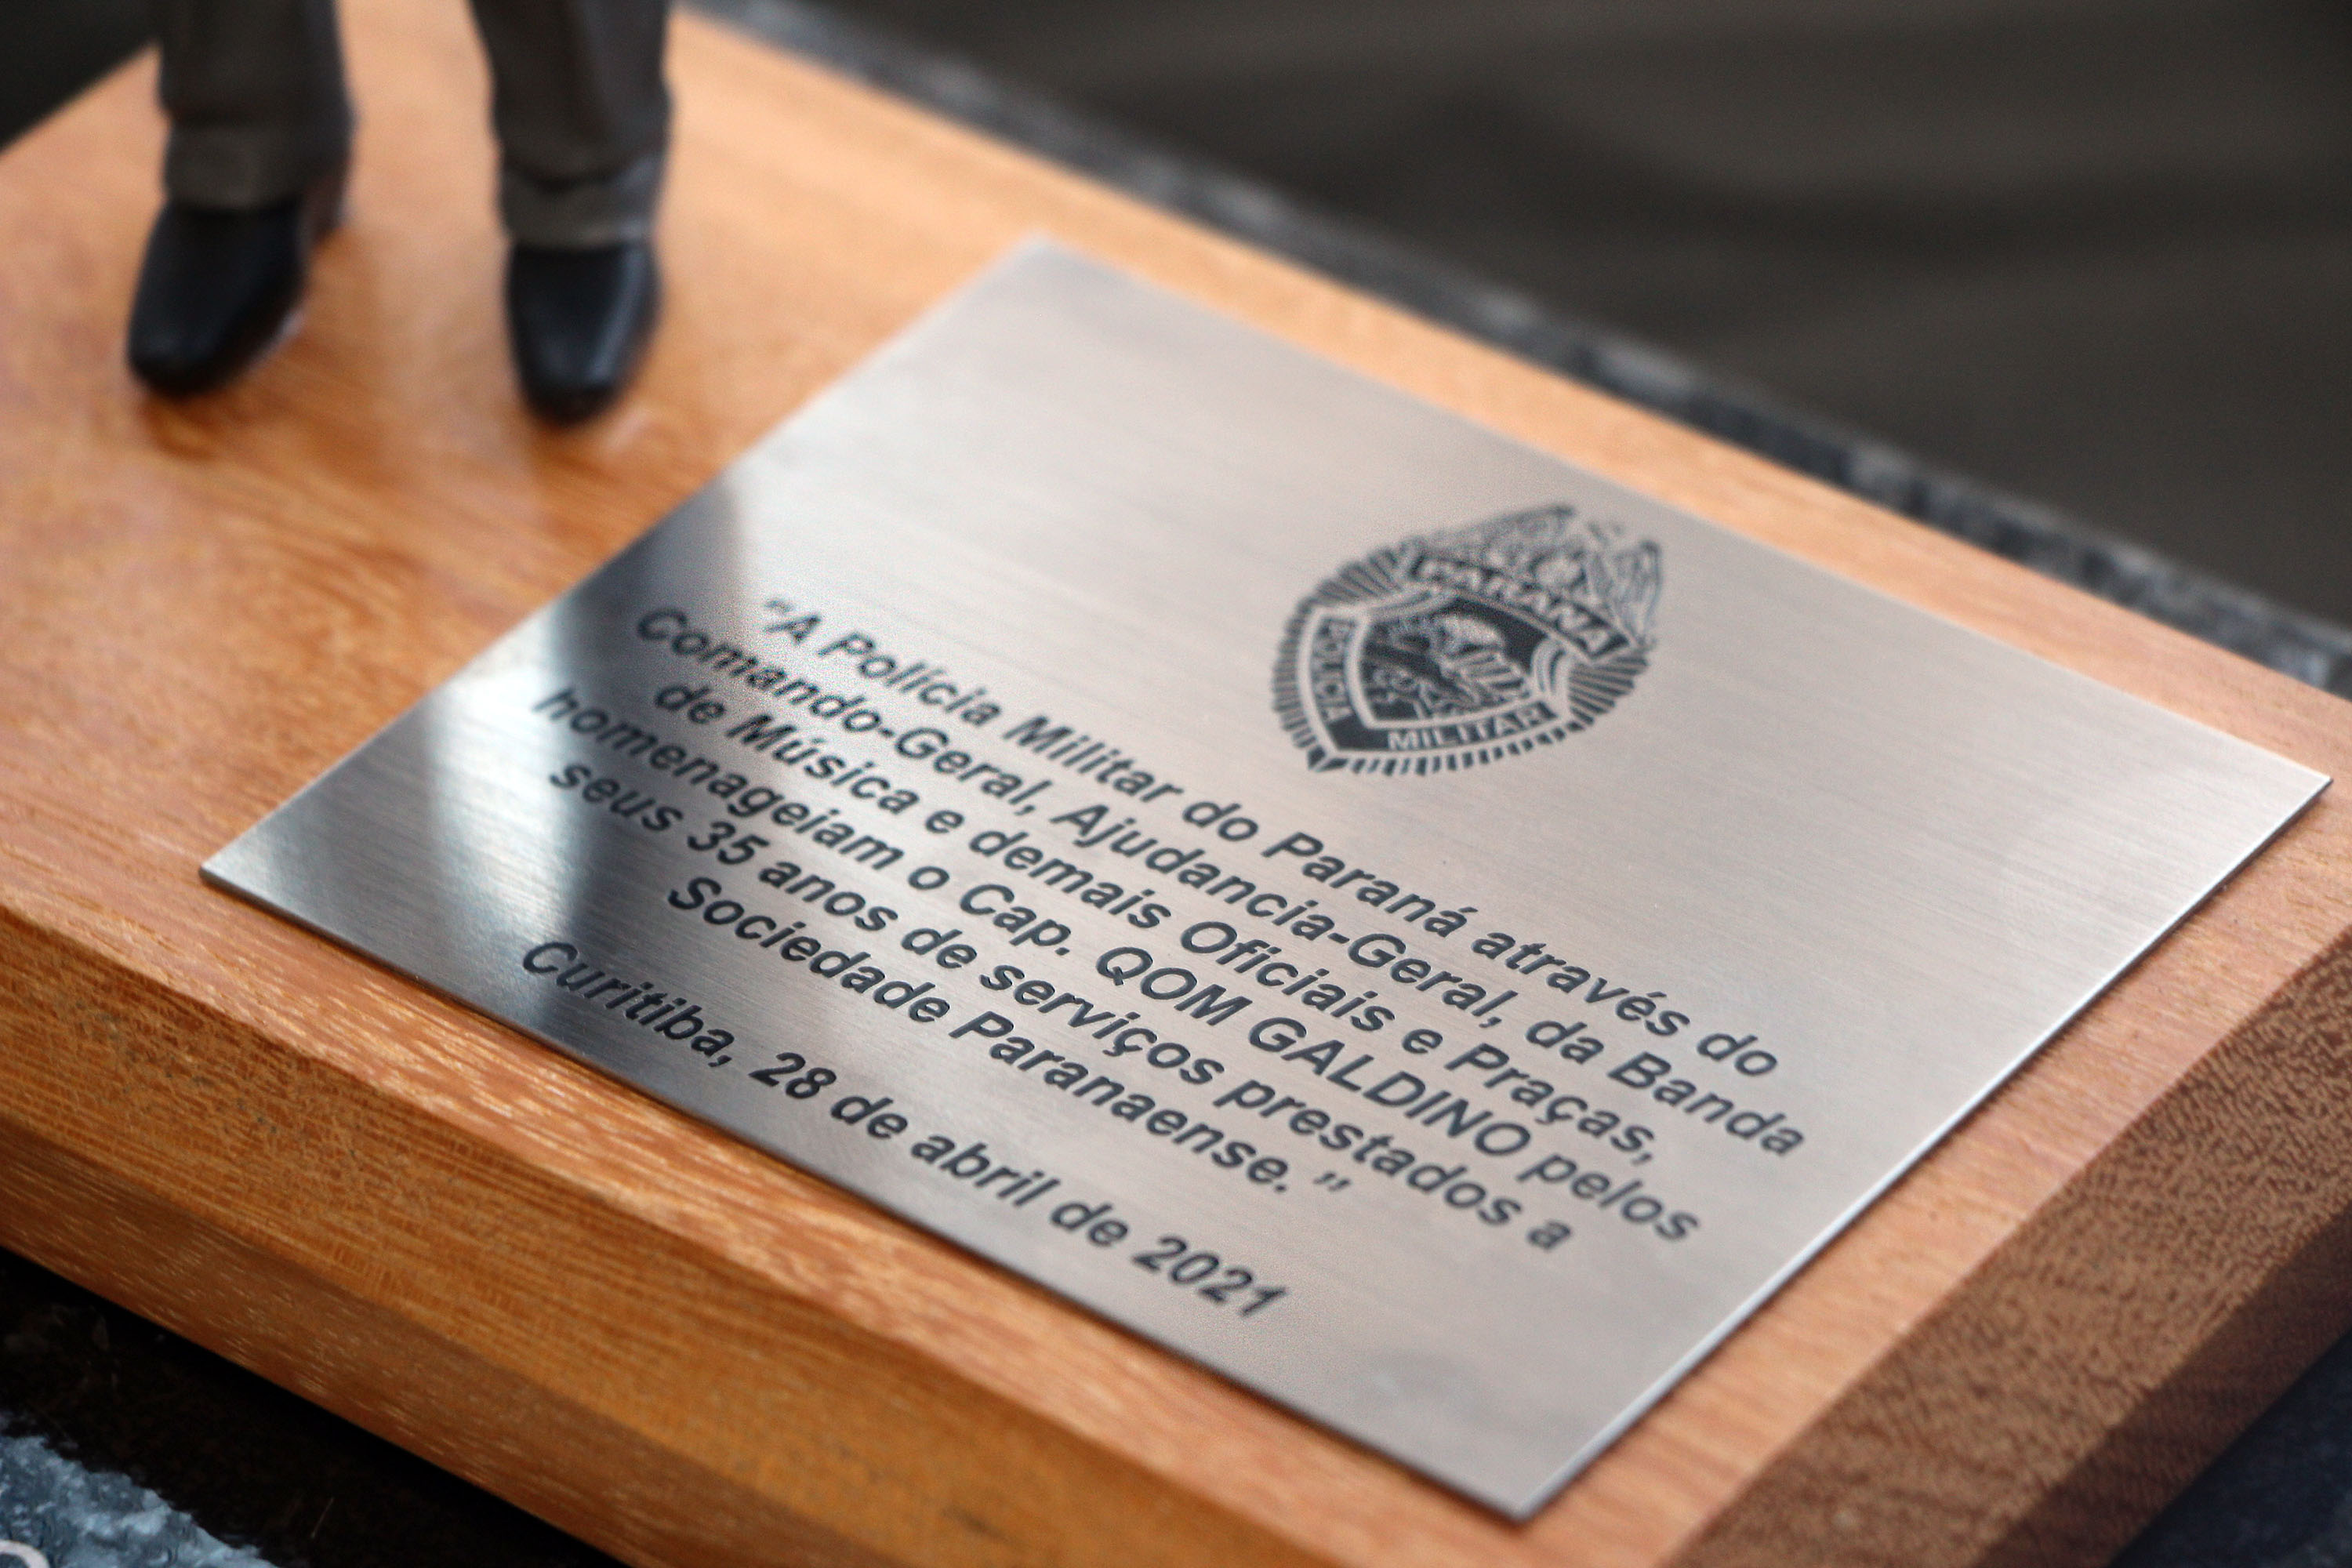 PARANÁ
POLÍCIA
MILITAR
"A Polícia Militar do Paraná através do
Comando-Geral, Ajudancia-Geral, da Banda
de Música e demais Oficiais e Praças,
homenageiam o Cap. QOM GALDINO pelos
seus 35 anos de serviços prestados a
Sociedade Paranaense."
Curitiba, 28 de abril de 2021